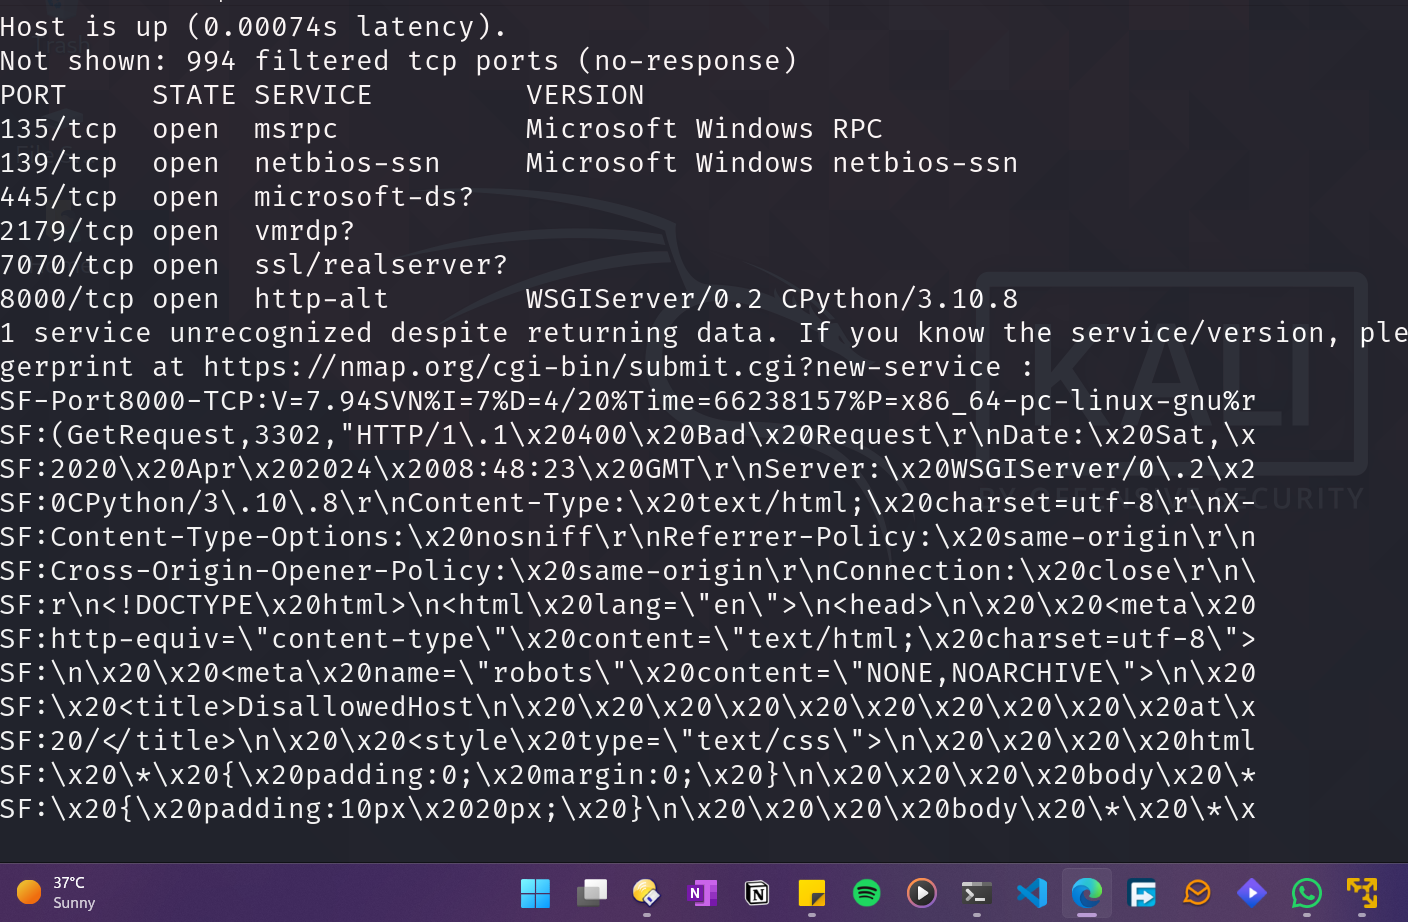 Host is up (0.00074s latency).
Not shown: 994 filtered tcp ports (no-response)
PORT     STATE SERVICE         VERSION
135/tcp  open  msrpc           Microsoft Windows RPC
139/tcp  open  netbios-ssn     Microsoft Windows netbios-ssn
445/tcp  open  microsoft-ds?
2179/tcp open  vmrdp?
7070/tcp open  ssl/realserver?
8000/tcp open  http-alt        WSGIServer/0.2 CPython/3.10.8
1 service unrecognized despite returning data. If you know the service/version, ple
gerprint at https://nmap.org/cgi-bin/submit.cgi?new-service :
SF-Port8000-TCP:V=7.94SVN%I=7%D=4/20%Time=66238157%P=x86_64-pc-linux-gnu%r
SF:(GetRequest,3302,"HTTP/1\.1\x20400\x20Bad\x20Request\r\nDate:\x20Sat,\x
SF:2020\x20Apr\x202024\x2008:48:23\x20GMT\r\nServer:\x20WSGIServer/0\.2\x2
SF:0CPython/3\.10\.8\r\nContent-Type:\x20text/html;\x20charset=utf-8\r\nX-
SF:Content-Type-Options:\x20nosniff\r\nReferrer-Policy:\x20same-origin\r\n
SF:Cross-Origin-Opener-Policy:\x20same-origin\r\nConnection:\x20close\r\n\
SF:r\n<!DOCTYPE\x20html>\n<html\x20lang=\"en\">\n<head>\n\x20\x20<meta\x20
SF:http-equiv=\"content-type\"\x20content=\"text/html;\x20charset=utf-8\">
SF:\n\x20\x20<meta\x20name=\"robots\"\x20content=\"NONE,NOARCHIVE\">\n\x20
SF:\x20<title>DisallowedHost\n\x20\x20\x20\x20\x20\x20\x20\x20\x20\x20at\x
SF:20/</title>\n\x20\x20<style\x20type=\"text/css\">\n\x20\x20\x20\x20html
SF:\x20\*\x20{\x20padding:0;\x20margin:0;\x20}\n\x20\x20\x20\x20body\x20\*
SF:\x20{\x20padding:10px\x2020px;\x20}\n\x20\x20\x20\x20body\x20\*\x20\*\x
KALI
BY OFFENSIVE SECURITY
37°C
Sunny